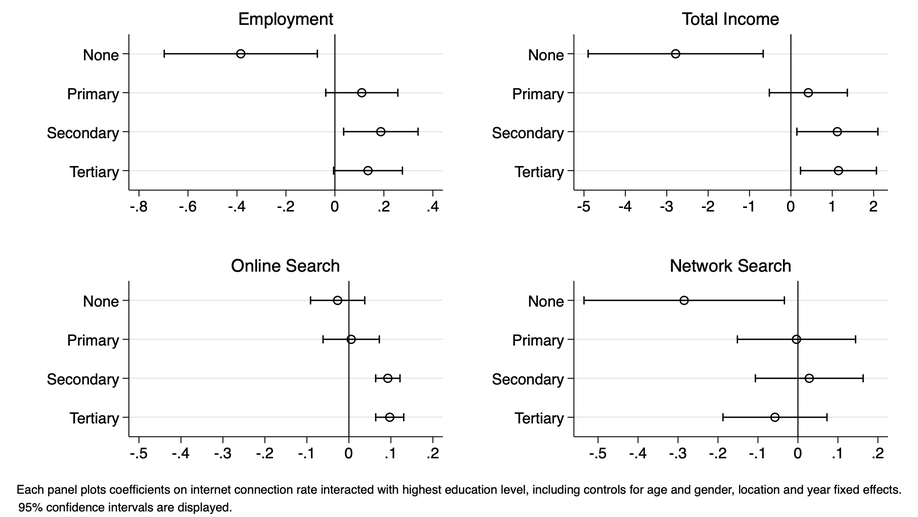 Employment
None
Primary
Secondary
Tertiary
-.8 -.6 -.4 -.2 0 .2 .4
Total Income
None
Primary
Secondary
Tertiary
-5 -4 -3 -2 -1 0 1 2
Online Search
None
Primary
Secondary
Tertiary
-.5 -.4 -.3 -.2 -.1 0 .1 .2
Network Search
None
Primary
Secondary
Tertiary
-.5 -.4 -.3 -.2 -.1 0 .1 .2
Each panel plots coefficients on internet connection rate interacted with highest education level, including controls for age and gender, location and year fixed effects.
95% confidence intervals are displayed.